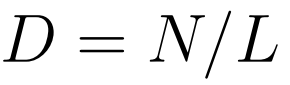 D = N/L